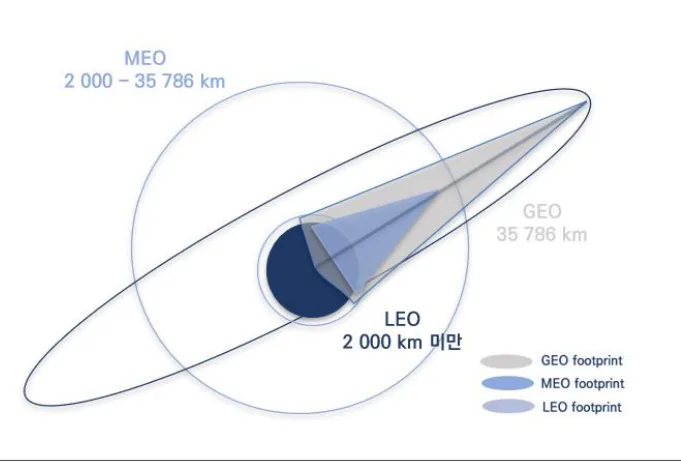 MEO
2 000 – 35 786 km
GEO
35 786 km
LEO
2 000 km 미만
GEO footprint
MEO footprint
LEO footprint